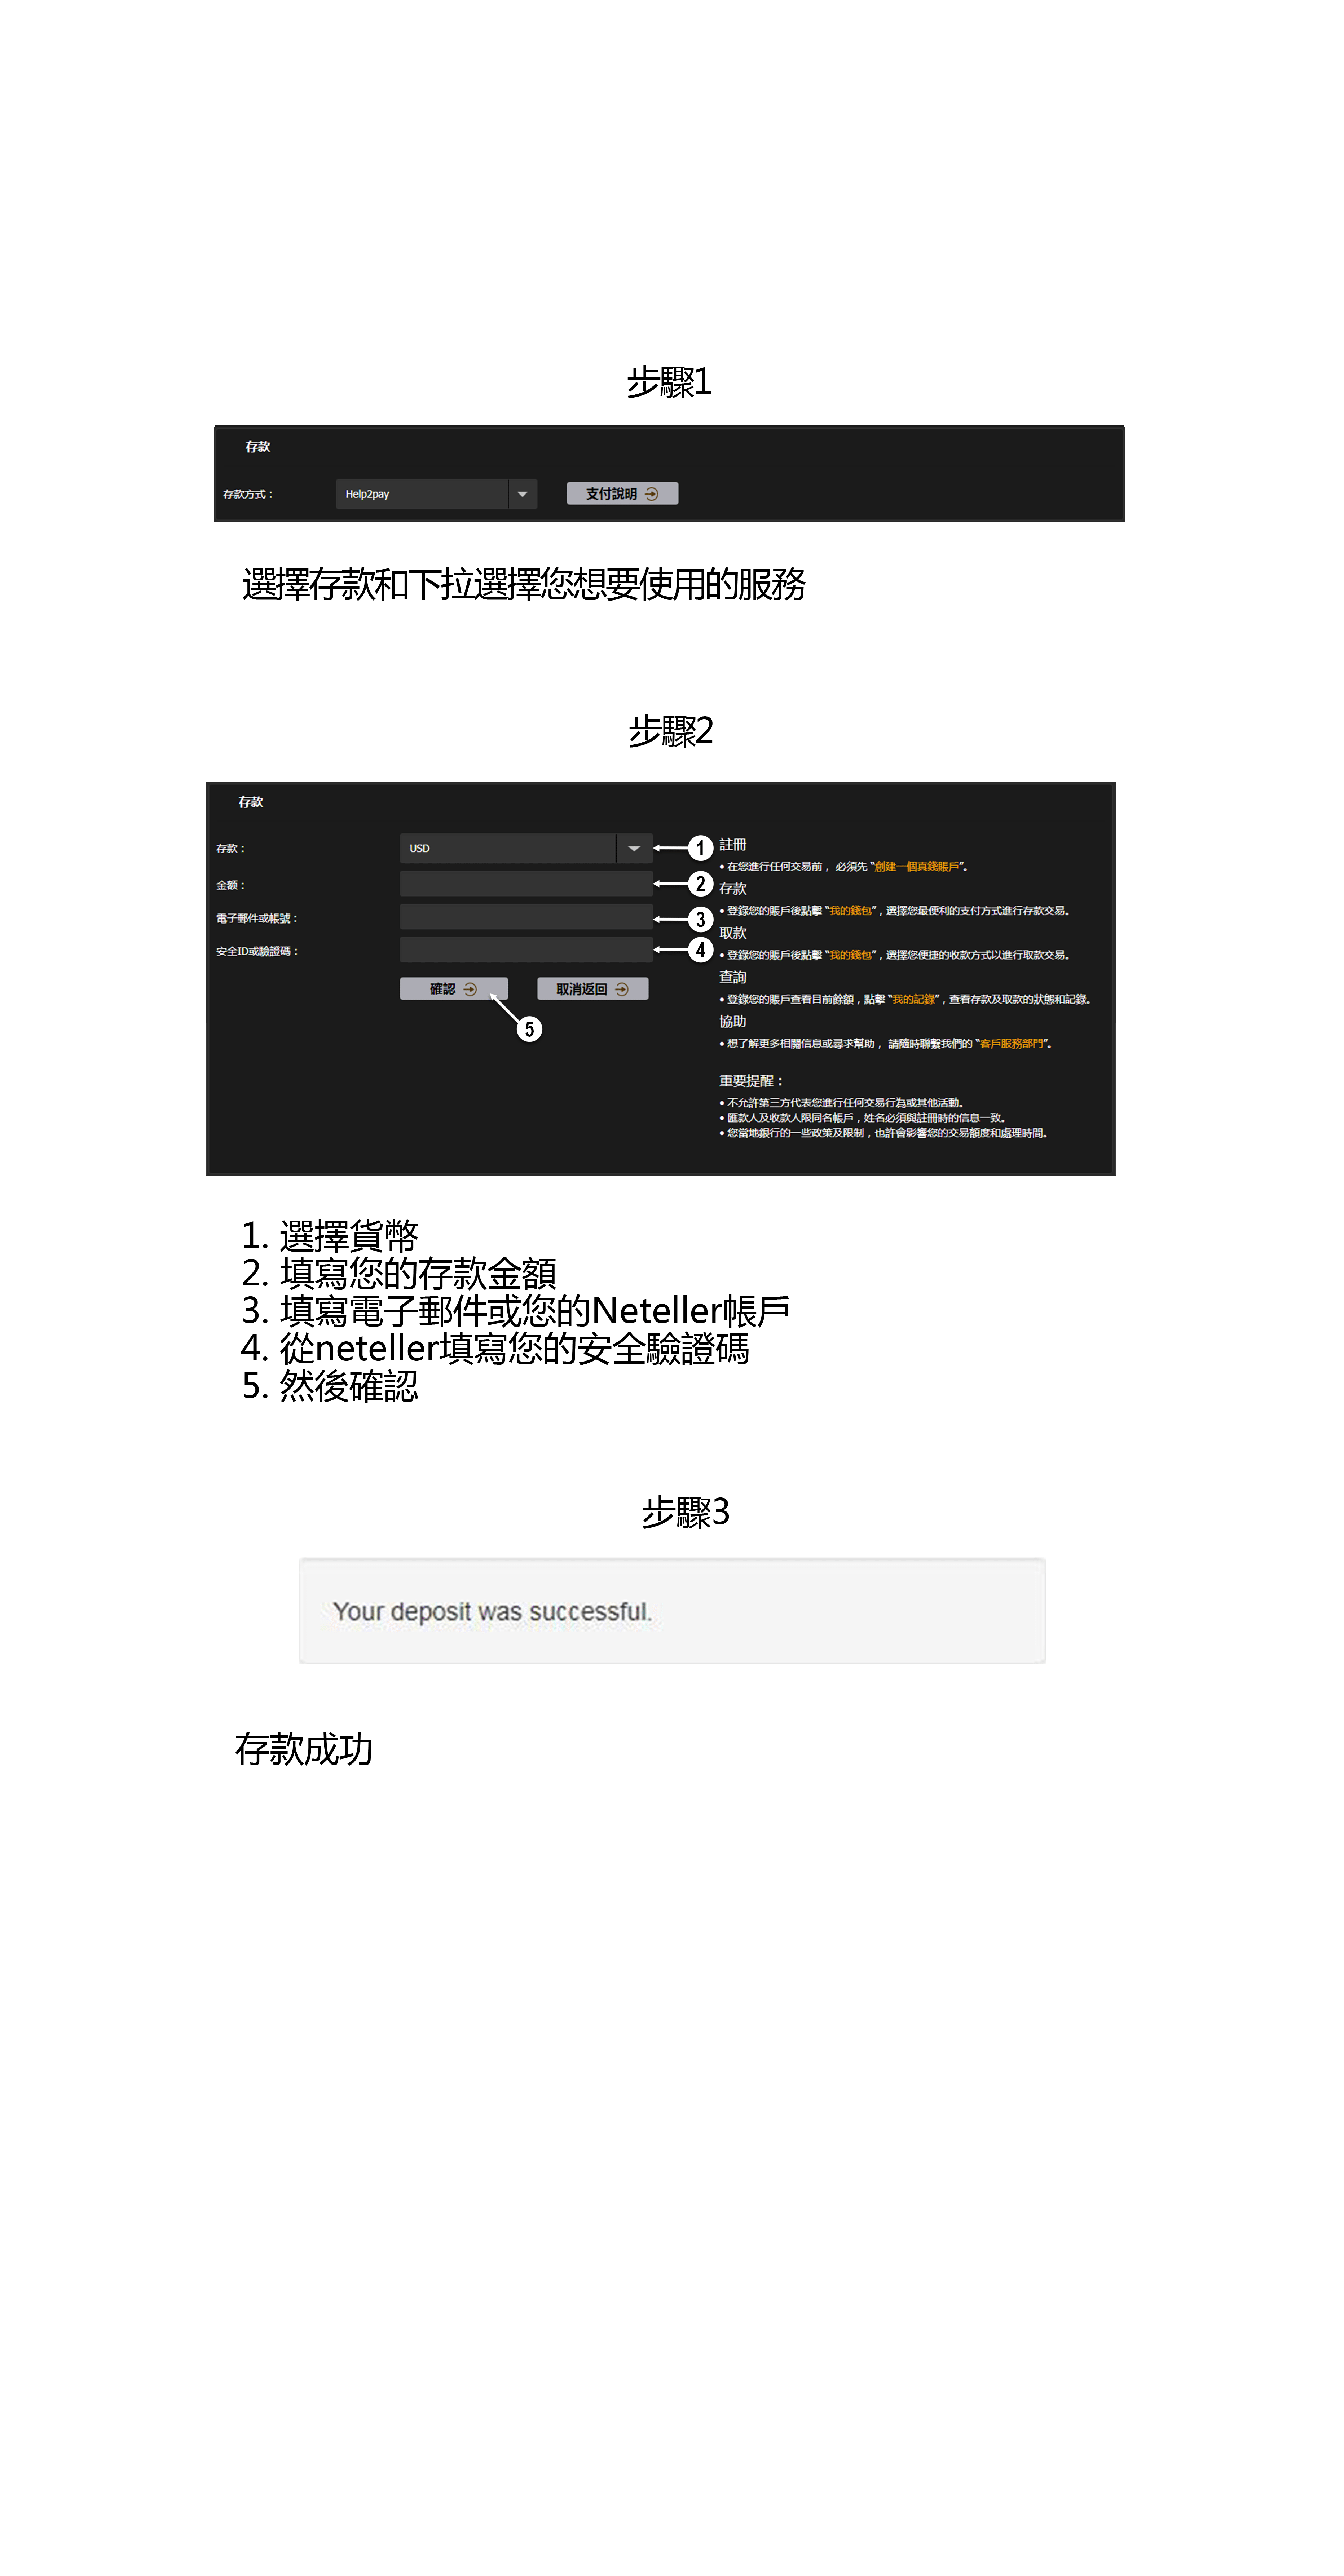 步驟1
存款
存款方式：
Help2pay
支付說明
選擇存款和下拉選擇您想要使用的服務
步驟2
存款
存款：
USD
1
金额：
2
電子郵件或帳號：
3
安全ID或驗證碼：
4
確認
取消返回
5
註冊
• 在您進行任何交易前， 必須先 “創建一個真錢賬戶”。
存款
• 登錄您的賬戶後點擊 “我的錢包”，選擇您最便利的支付方式進行存款交易。
取款
• 登錄您的賬戶後點擊 “我的錢包”，選擇您便捷的收款方式以進行取款交易。
查詢
• 登錄您的賬戶查看目前餘額，點擊 “我的記錄”，查看存款及取款的狀態和記錄。
協助
• 想了解更多相關信息或尋求幫助， 請隨時聯繫我們的 “客戶服務部門”。
重要提醒：
• 不允許第三方代表您進行任何交易行為或其他活動。
• 匯款人及收款人限同名帳戶，姓名必須與註冊時的信息一致。
• 您當地銀行的一些政策及限制，也許會影響您的交易額度和處理時間。
1. 選擇貨幣
2. 填寫您的存款金額
3. 填寫電子郵件或您的Neteller帳戶
4. 從neteller填寫您的安全驗證碼
5. 然後確認
步驟3
Your deposit was successful.
存款成功